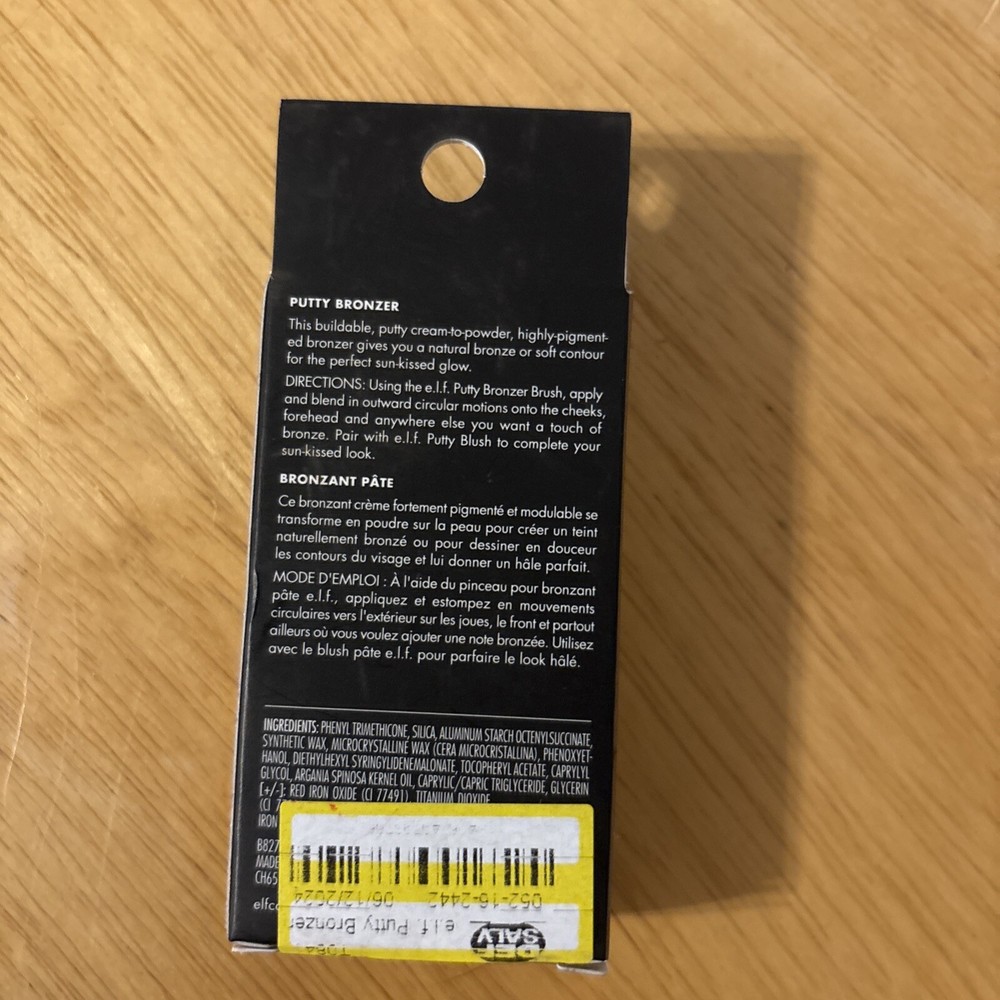 PUTTY BRONZER
This buildable, putty cream-to-powder, highly-pigment-
ed bronzer gives you a natural bronze or soft contour
for the perfect sun-kissed glow.
DIRECTIONS: Using the e.l.f. Putty Bronzer Brush, apply
and blend in outward circular motions onto the cheeks,
forehead and anywhere else you want a touch of
bronze. Pair with e.l.f. Putty Blush to complete your
sun-kissed look.
BRONZANT PÂTE
Ce bronzant crème fortement pigmenté et modulable se
transforme en poudre sur la peau pour créer un teint
naturellement bronzé ou pour dessiner en douceur
les contours du visage et lui donner un hâle parfait.
MODE D'EMPLOI : À l'aide du pinceau pour bronzant
pâte e.l.f., appliquez et estompez en mouvements
circulaires vers l'extérieur sur les joues, le front et partout
ailleurs où vous voulez ajouter une note bronzée. Utilisez
avec le blush pâte e.l.f. pour parfaire le look hâlé.
INGREDIENTS: PHENYL TRIMETHICONE, SILICA, ALUMINUM STARCH OCTENYLSUCCINATE,
SYNTHETIC WAX, MICROCRYSTALLINE WAX (CERA MICROCRISTALLINA), PHENOXYET-
HANOL, DIETHYLHEXYL SYRINGYLIDENEMALONATE, TOCOPHERYL ACETATE, CAPRYLYL
GLYCOL, ARGANIA SPINOSA KERNEL OIL, CAPRYLIC/CAPRIC TRIGLYCERIDE, GLYCERIN
[+/-]: RED IRON OXIDE (CI 77491), TITANIUM DIOXIDE
(CI 7
IRON
B827
MADE
CH65
elfco
052-16-2442 06/12/2024
e.l.f. Putty Bronzer